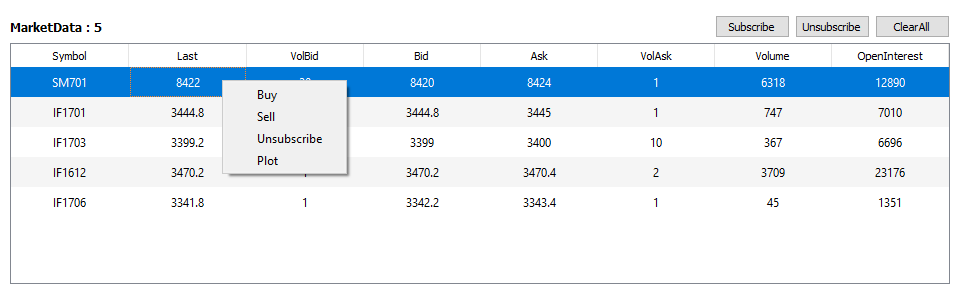 MarketData : 5 Subscribe Unsubscribe ClearAll
Symbol Last VolBid Bid Ask VolAsk Volume OpenInterest
SM701 8422 8420 8424 1 6318 12890
Buy
IF1701 3444.8 3444.8 3445 1 747 7010
Sell
Unsubscribe
IF1703 3399.2 3399 3400 10 367 6696
Plot
IF1612 3470.2 3470.2 3470.4 2 3709 23176
IF1706 3341.8 1 3342.2 3343.4 1 45 1351